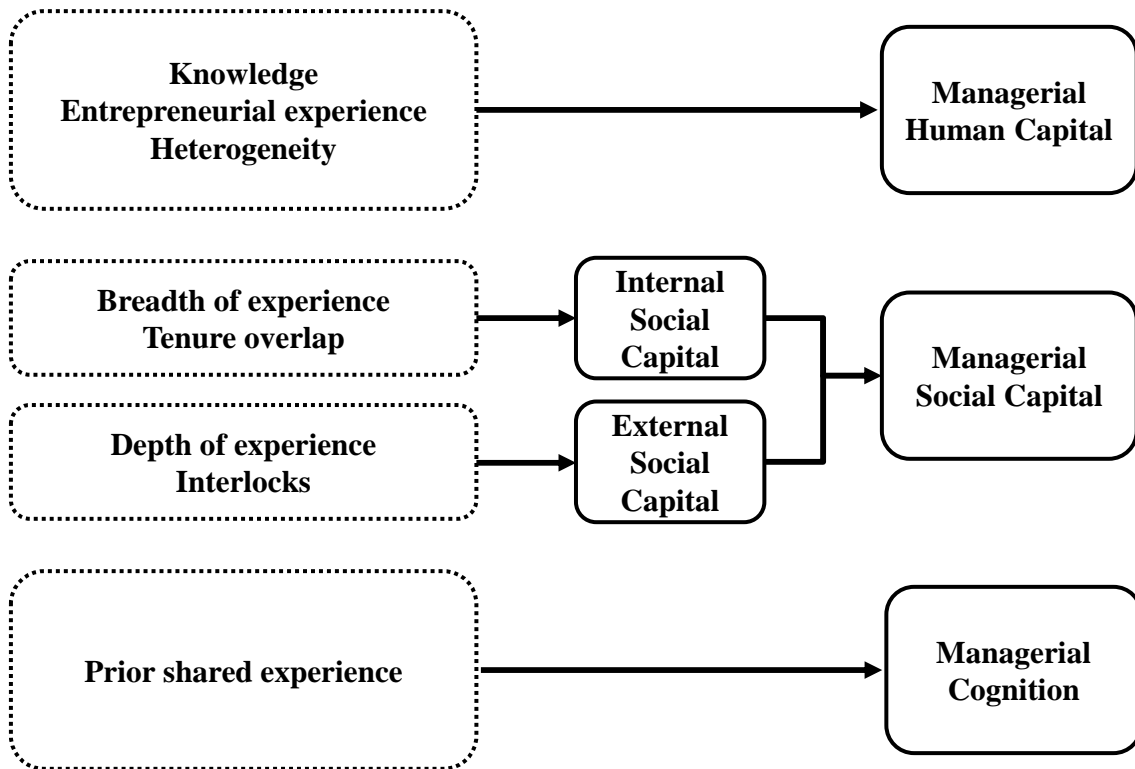 Knowledge
Entrepreneurial experience
Heterogeneity
Managerial
Human Capital
Breadth of experience
Tenure overlap
Internal
Social
Capital
Managerial
Social Capital
Depth of experience
Interlocks
External
Social
Capital
Prior shared experience
Managerial
Cognition